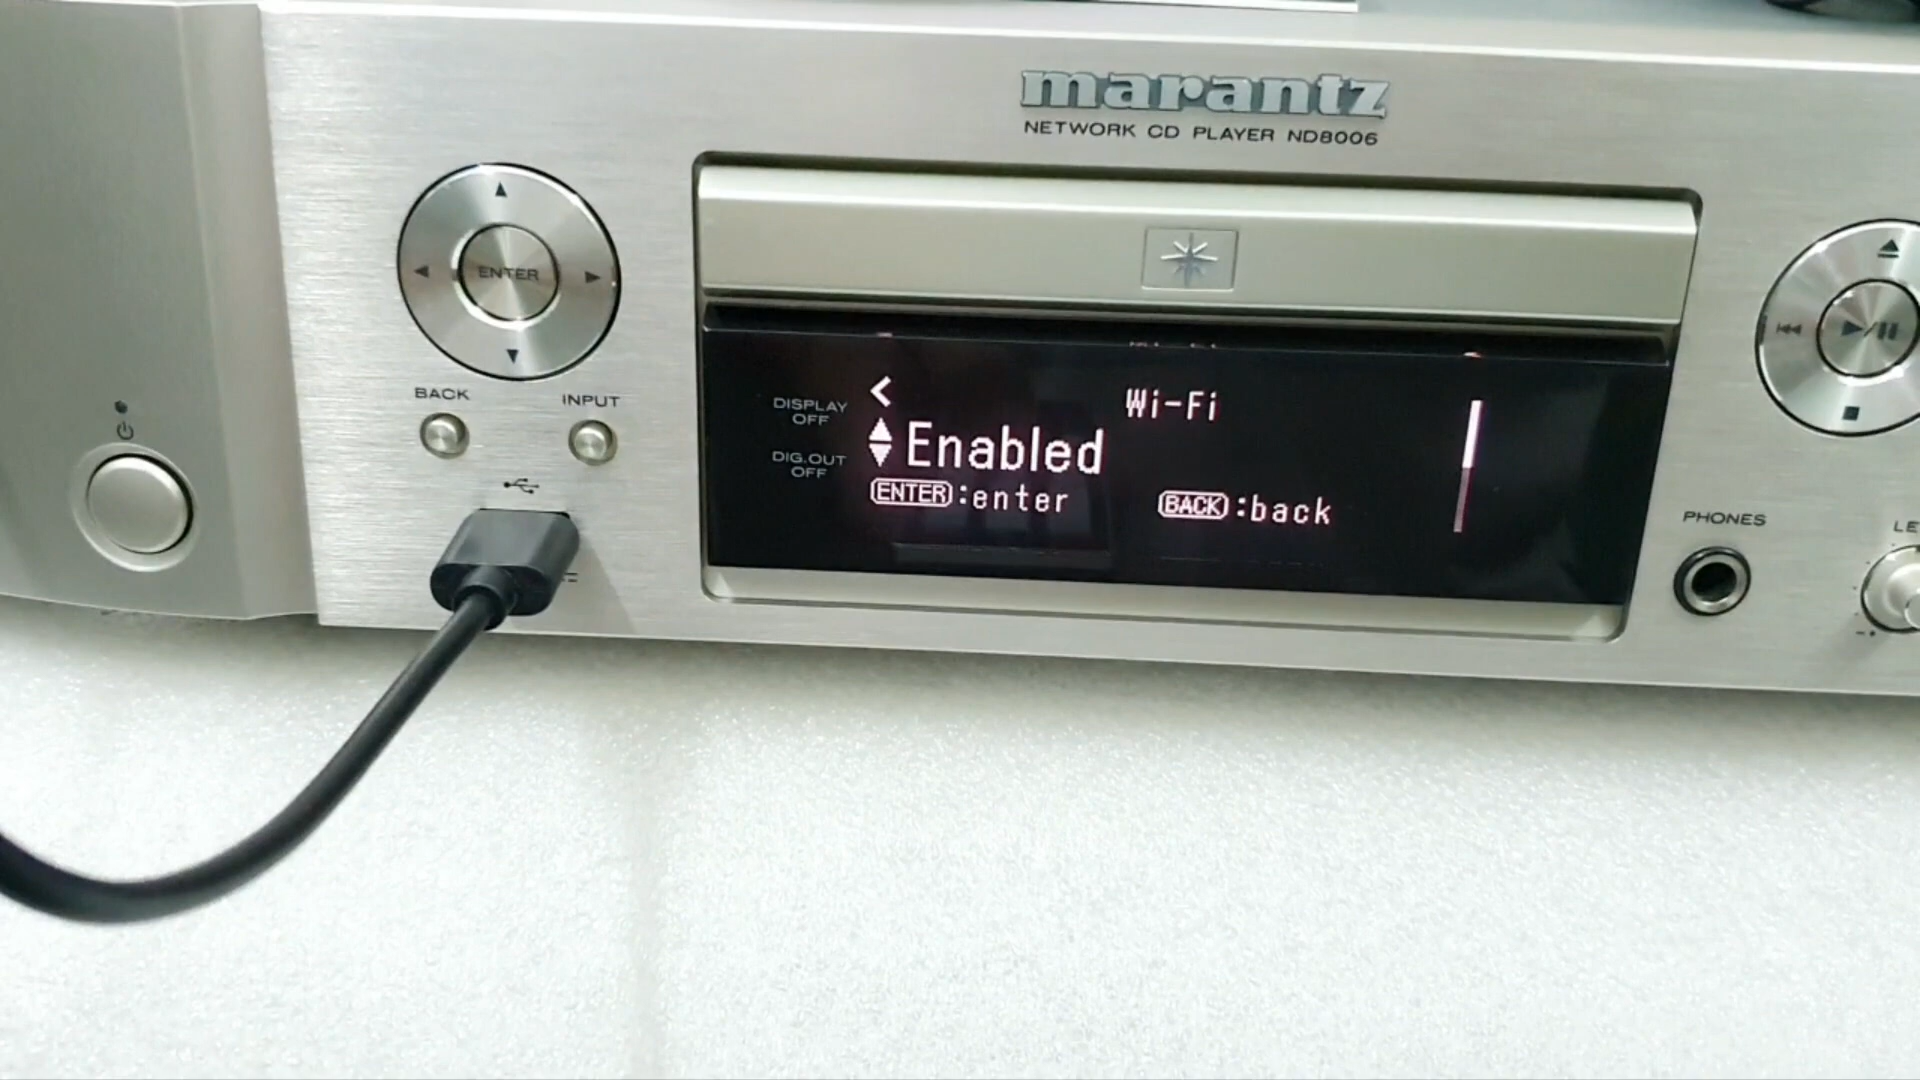 marantz
NETWORK CD PLAYER ND8006
ENTER
BACK
INPUT
DISPLAY
OFF
DIG.OUT
OFF
Wi-Fi
Enabled
ENTER:enter
BACK:back
PHONES